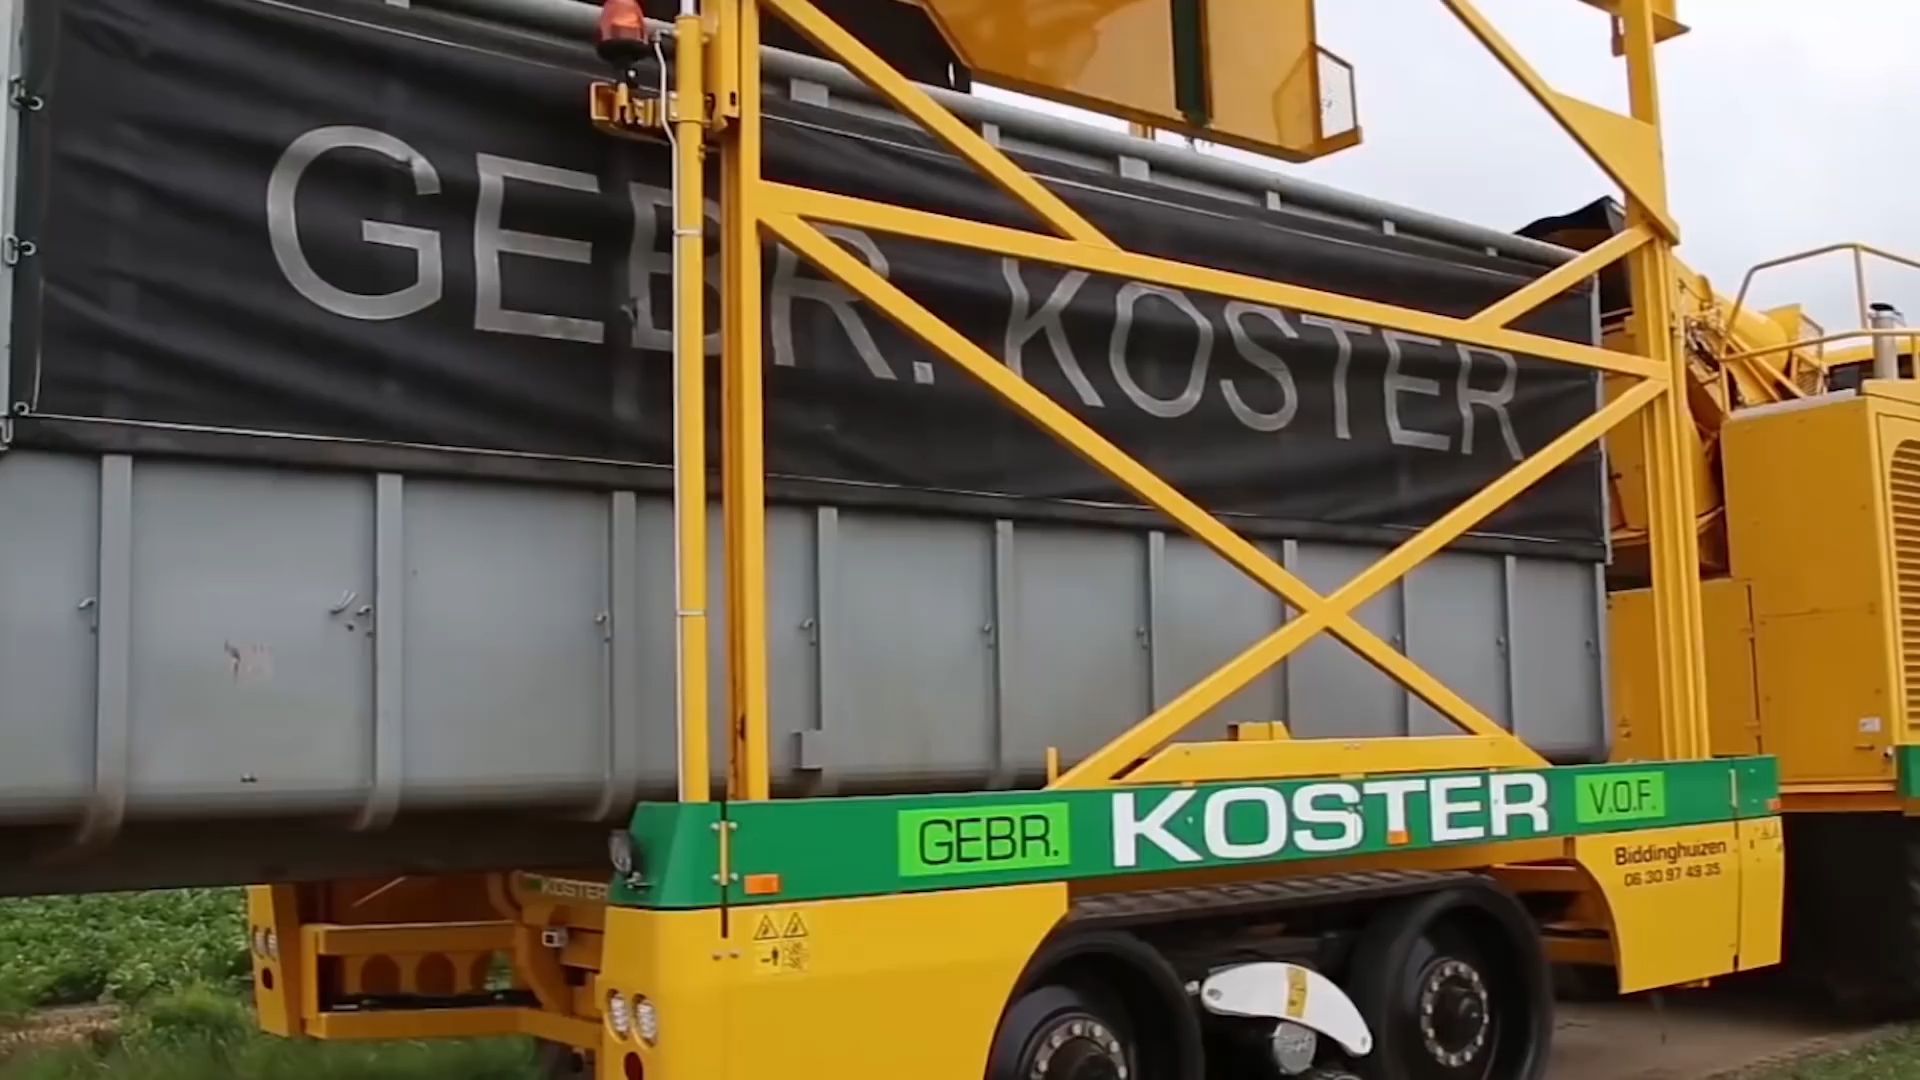 GEBR. KOSTER
GEBR. KOSTER V.O.F.
Biddinghuizen
06 30 97 49 35
KOSTER